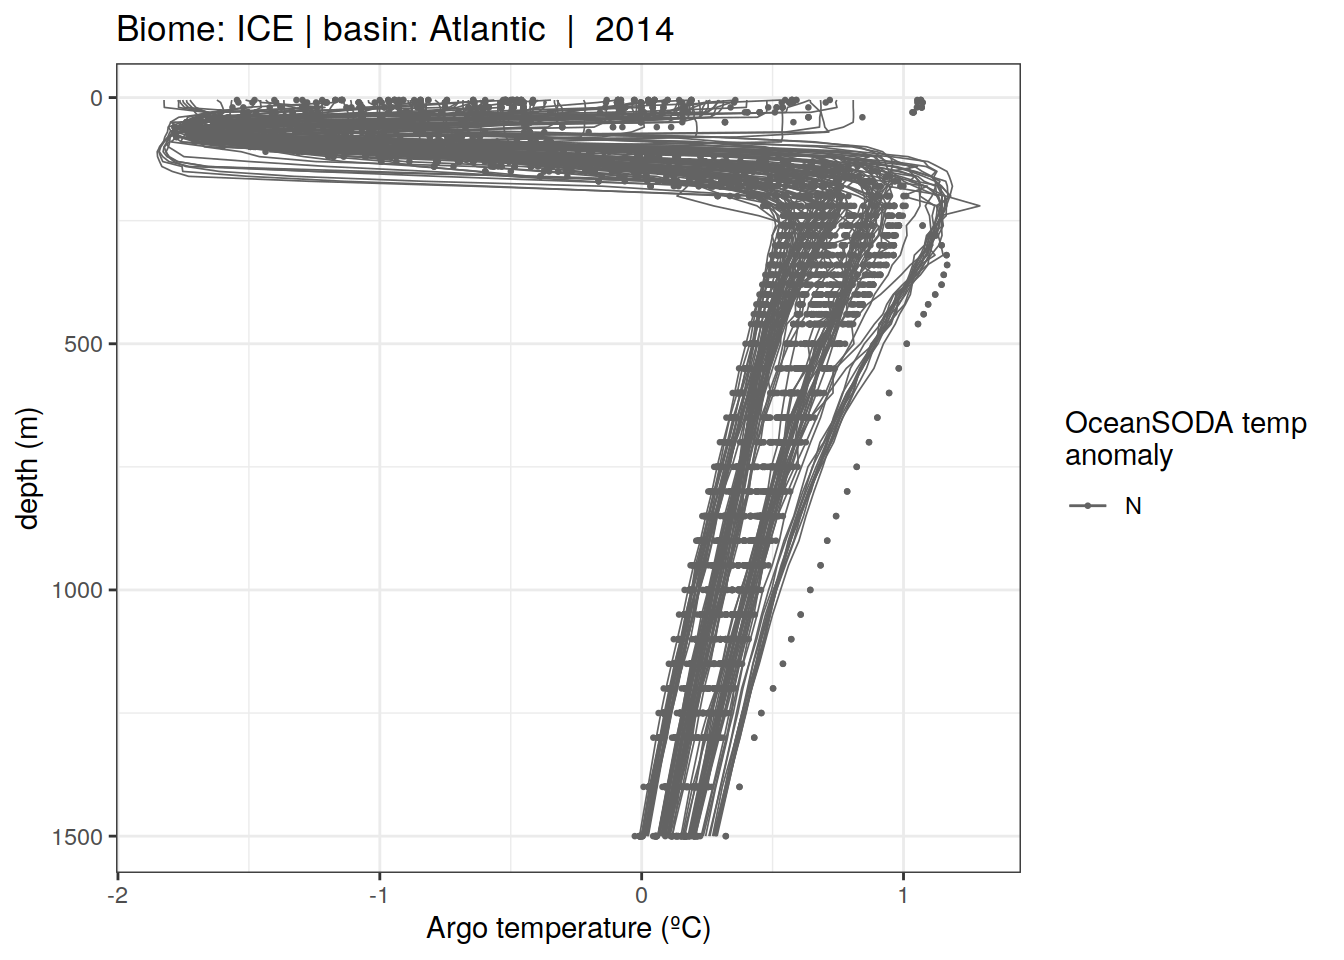 Biome: ICE | basin: Atlantic  |  2014
0
500
1000
1500
depth (m)
-2
-1
0
1
Argo temperature (ºC)
OceanSODA temp
anomaly
N